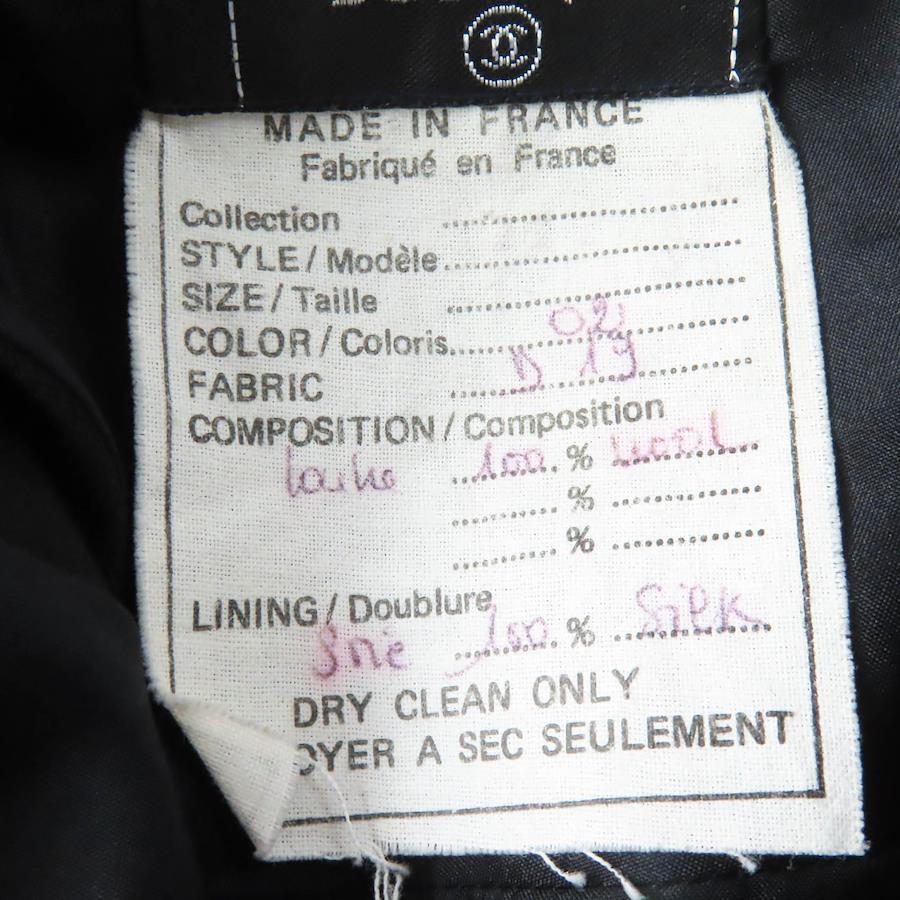 MADE IN FRANCE
Fabriqué en France
Collection ....................
STYLE / Modèle ....................
SIZE / Taille ....................
COLOR / Coloris ........ 02
FABRIC ........ 19
COMPOSITION / Composition
laine 100 % wool
........ % ........
........ % ........
LINING / Doublure
Soie 100 % Silk
DRY CLEAN ONLY
OYER A SEC SEULEMENT